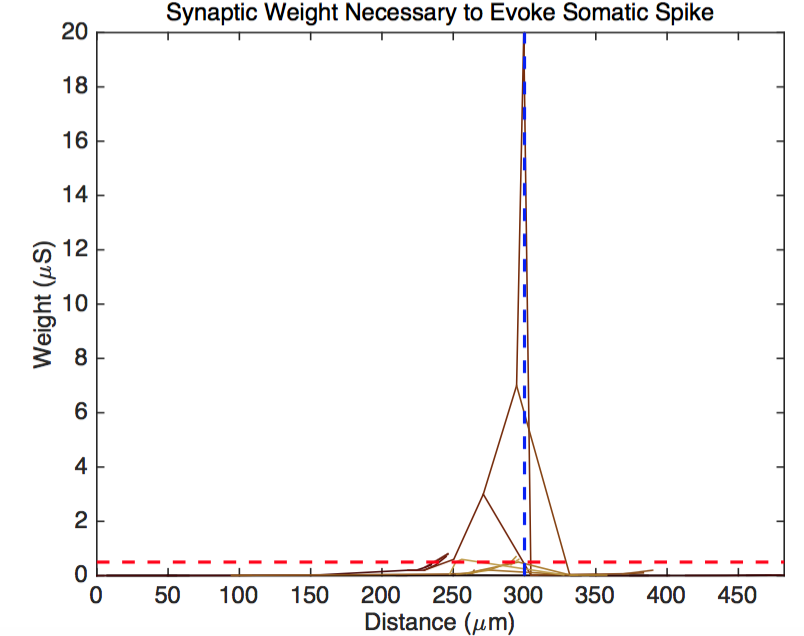 Synaptic Weight Necessary to Evoke Somatic Spike
20
18
16
14
12
10
8
6
4
2
0
Weight (μS)
0 50 100 150 200 250 300 350 400 450
Distance (μm)